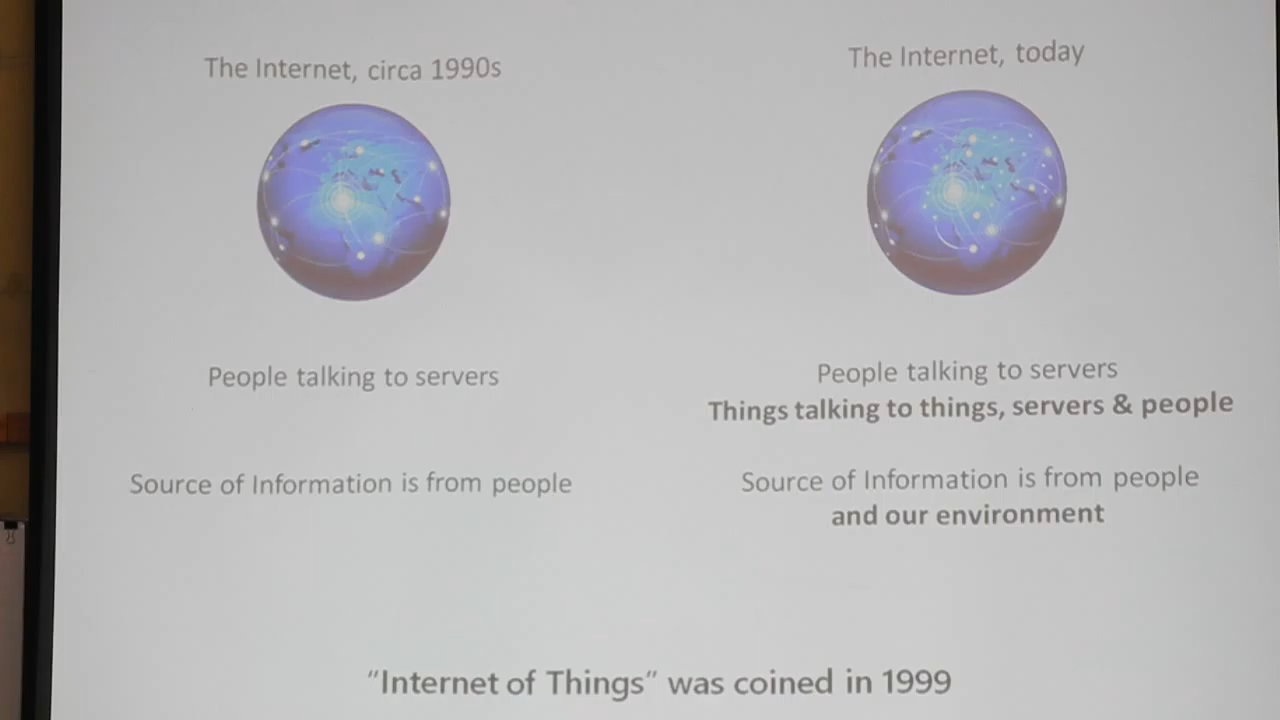 The Internet, circa 1990s
People talking to servers
Source of Information is from people
The Internet, today
People talking to servers
Things talking to things, servers & people
Source of Information is from people
and our environment
"Internet of Things" was coined in 1999